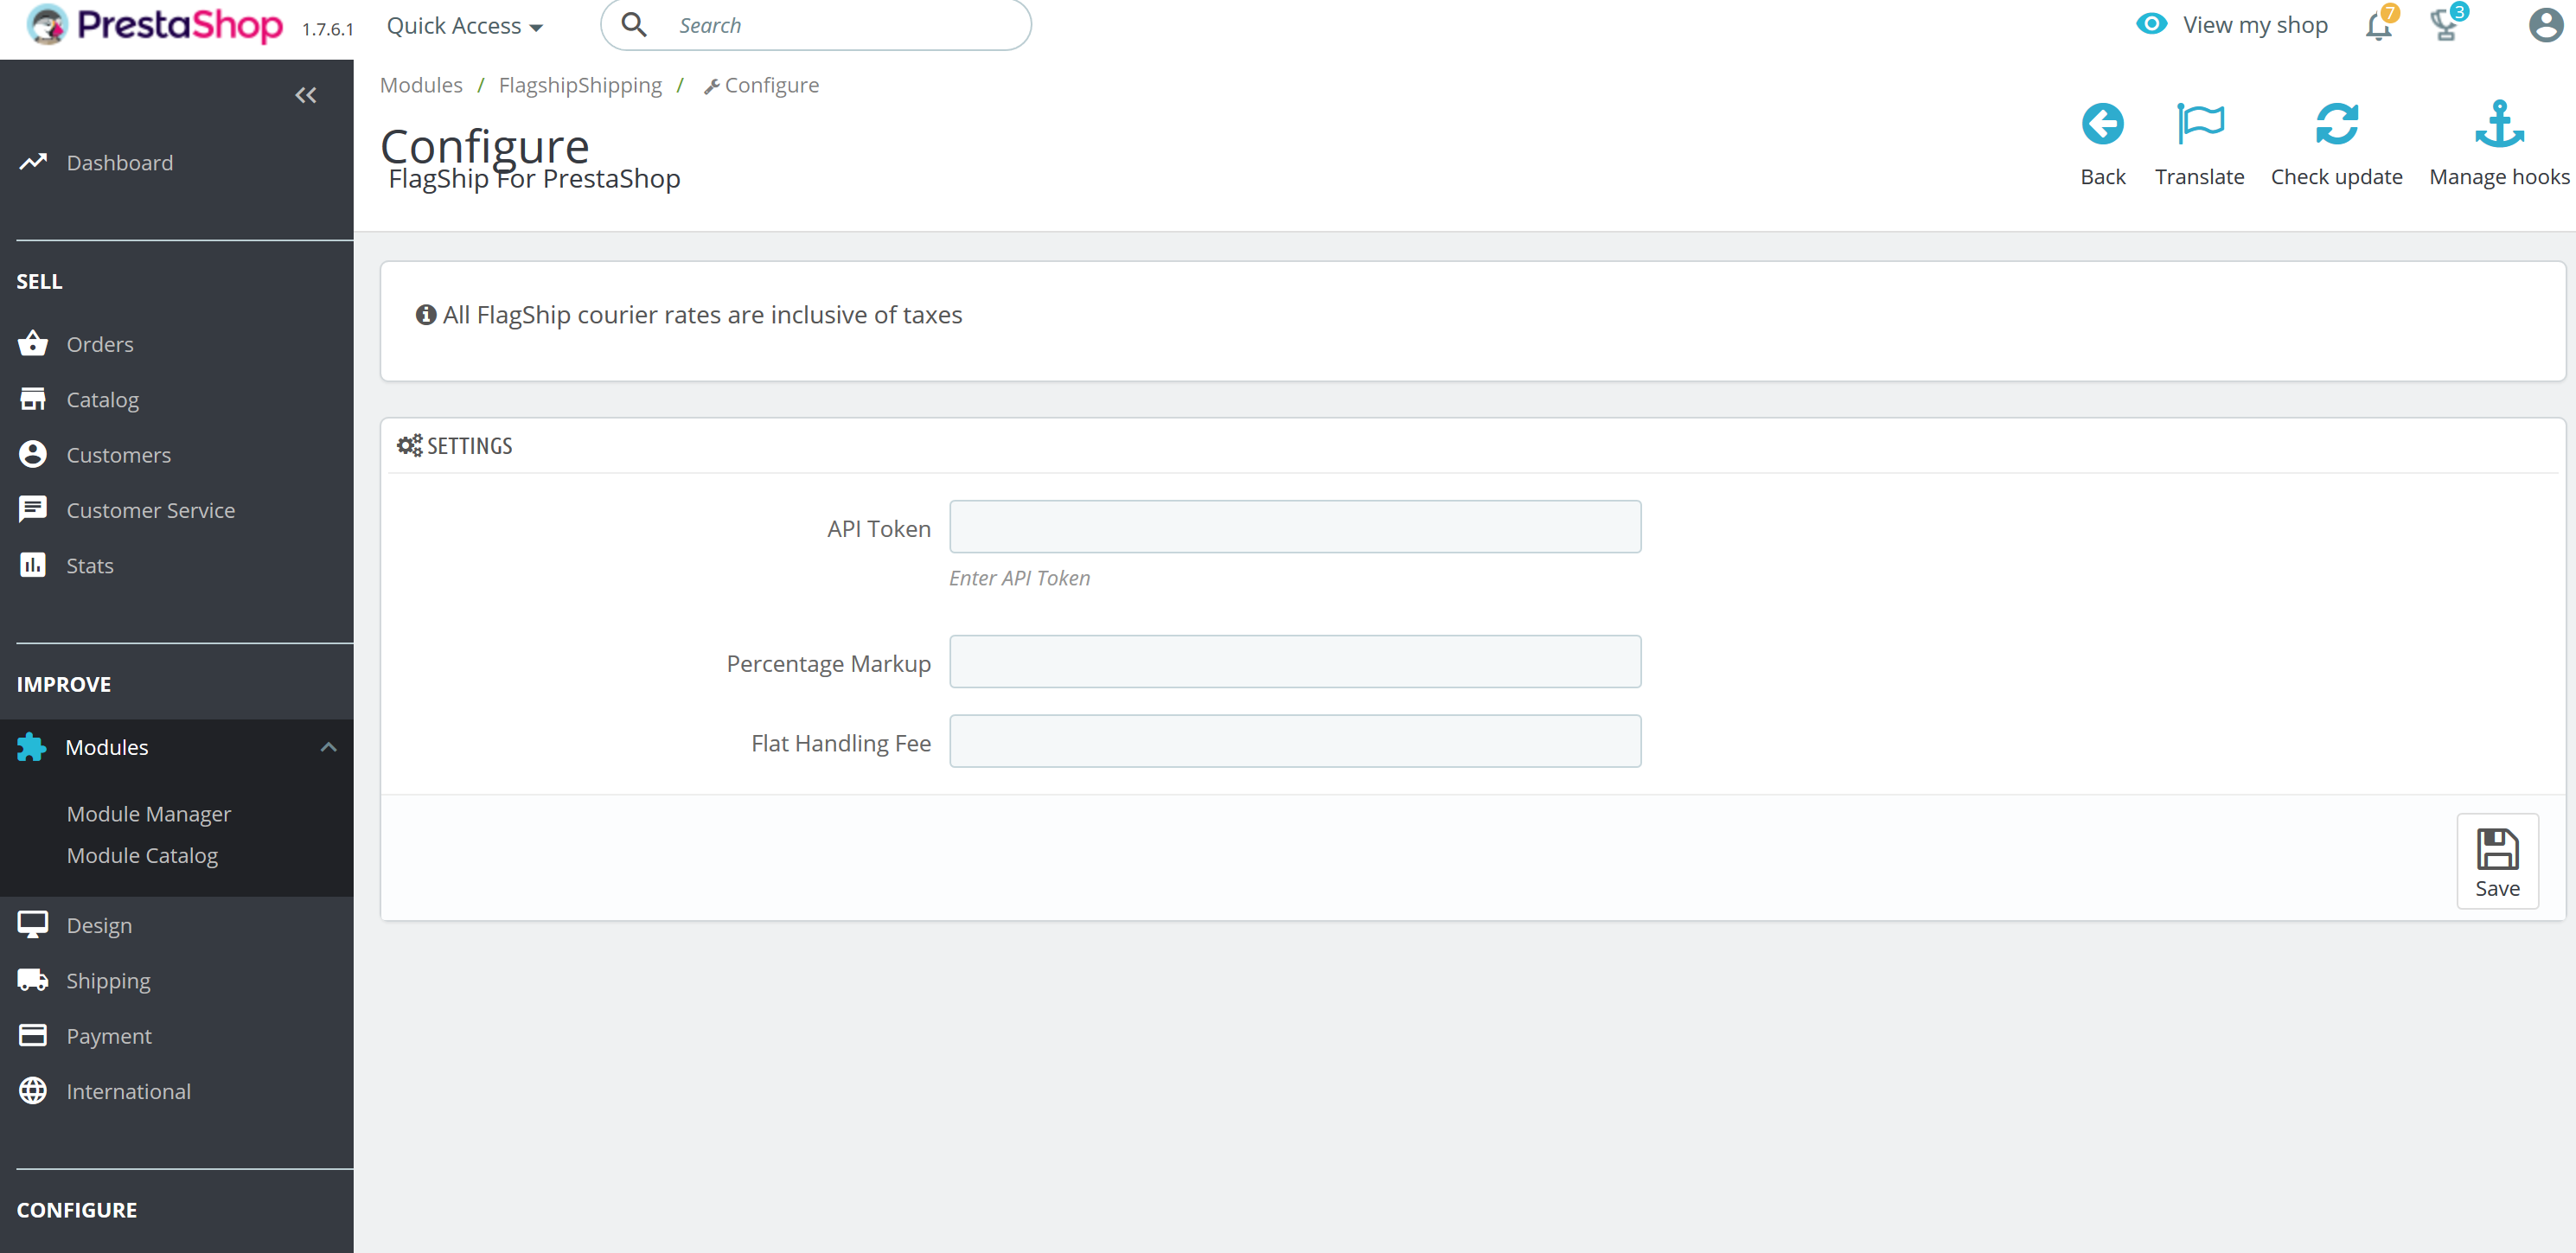 PrestaShop 1.7.6.1 Quick Access Search View my shop 7 3
Modules / FlagshipShipping / Configure
Configure
FlagShip For PrestaShop
Back Translate Check update Manage hooks
Dashboard
SELL
Orders
Catalog
Customers
Customer Service
Stats
IMPROVE
Modules
Module Manager
Module Catalog
Design
Shipping
Payment
International
CONFIGURE
All FlagShip courier rates are inclusive of taxes
SETTINGS
API Token
Enter API Token
Percentage Markup
Flat Handling Fee
Save